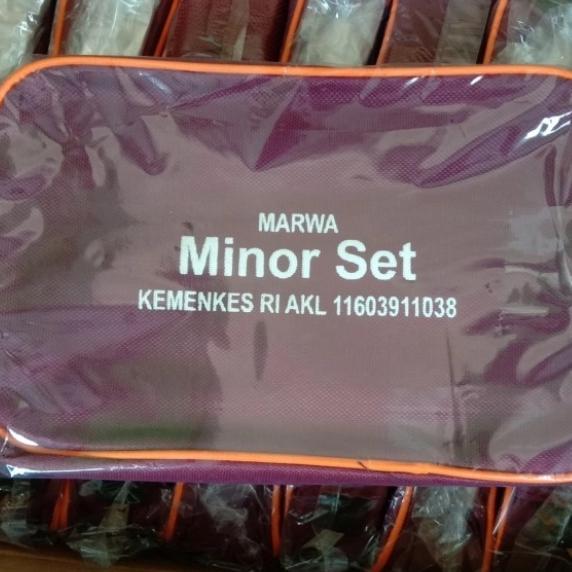 MARWA
Minor Set
KEMENKES RI AKL 11603911038